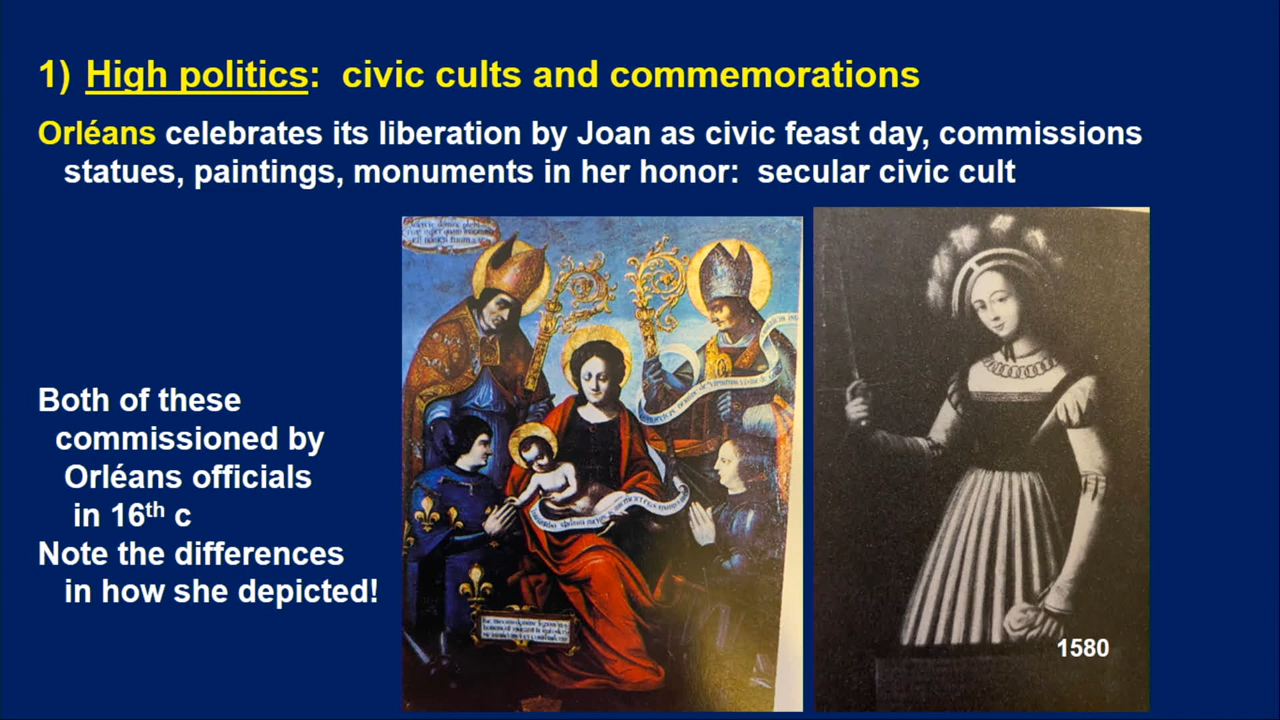 1) High politics: civic cults and commemorations
Orléans celebrates its liberation by Joan as civic feast day, commissions
statues, paintings, monuments in her honor: secular civic cult
Both of these
commissioned by
Orléans officials
in 16th c
Note the differences
in how she depicted!
1580